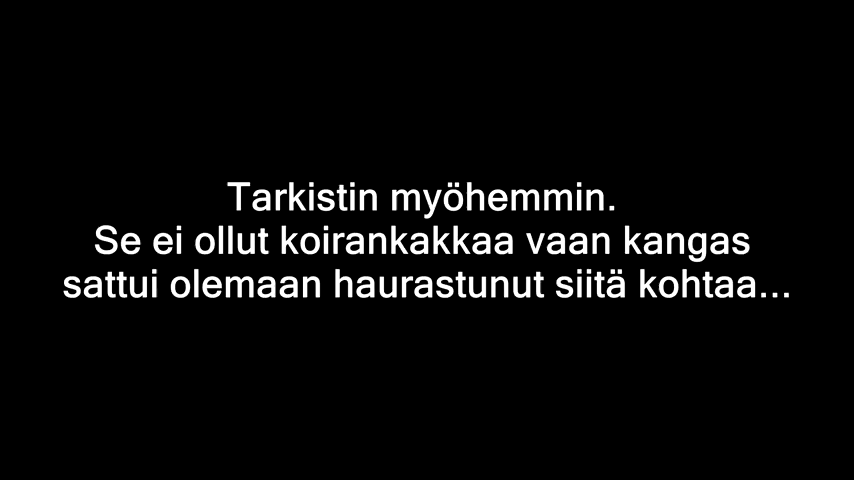 Tarkistin myöhemmin.
Se ei ollut koirankakkaa vaan kangas
sattui olemaan haurastunut siitä kohtaa...